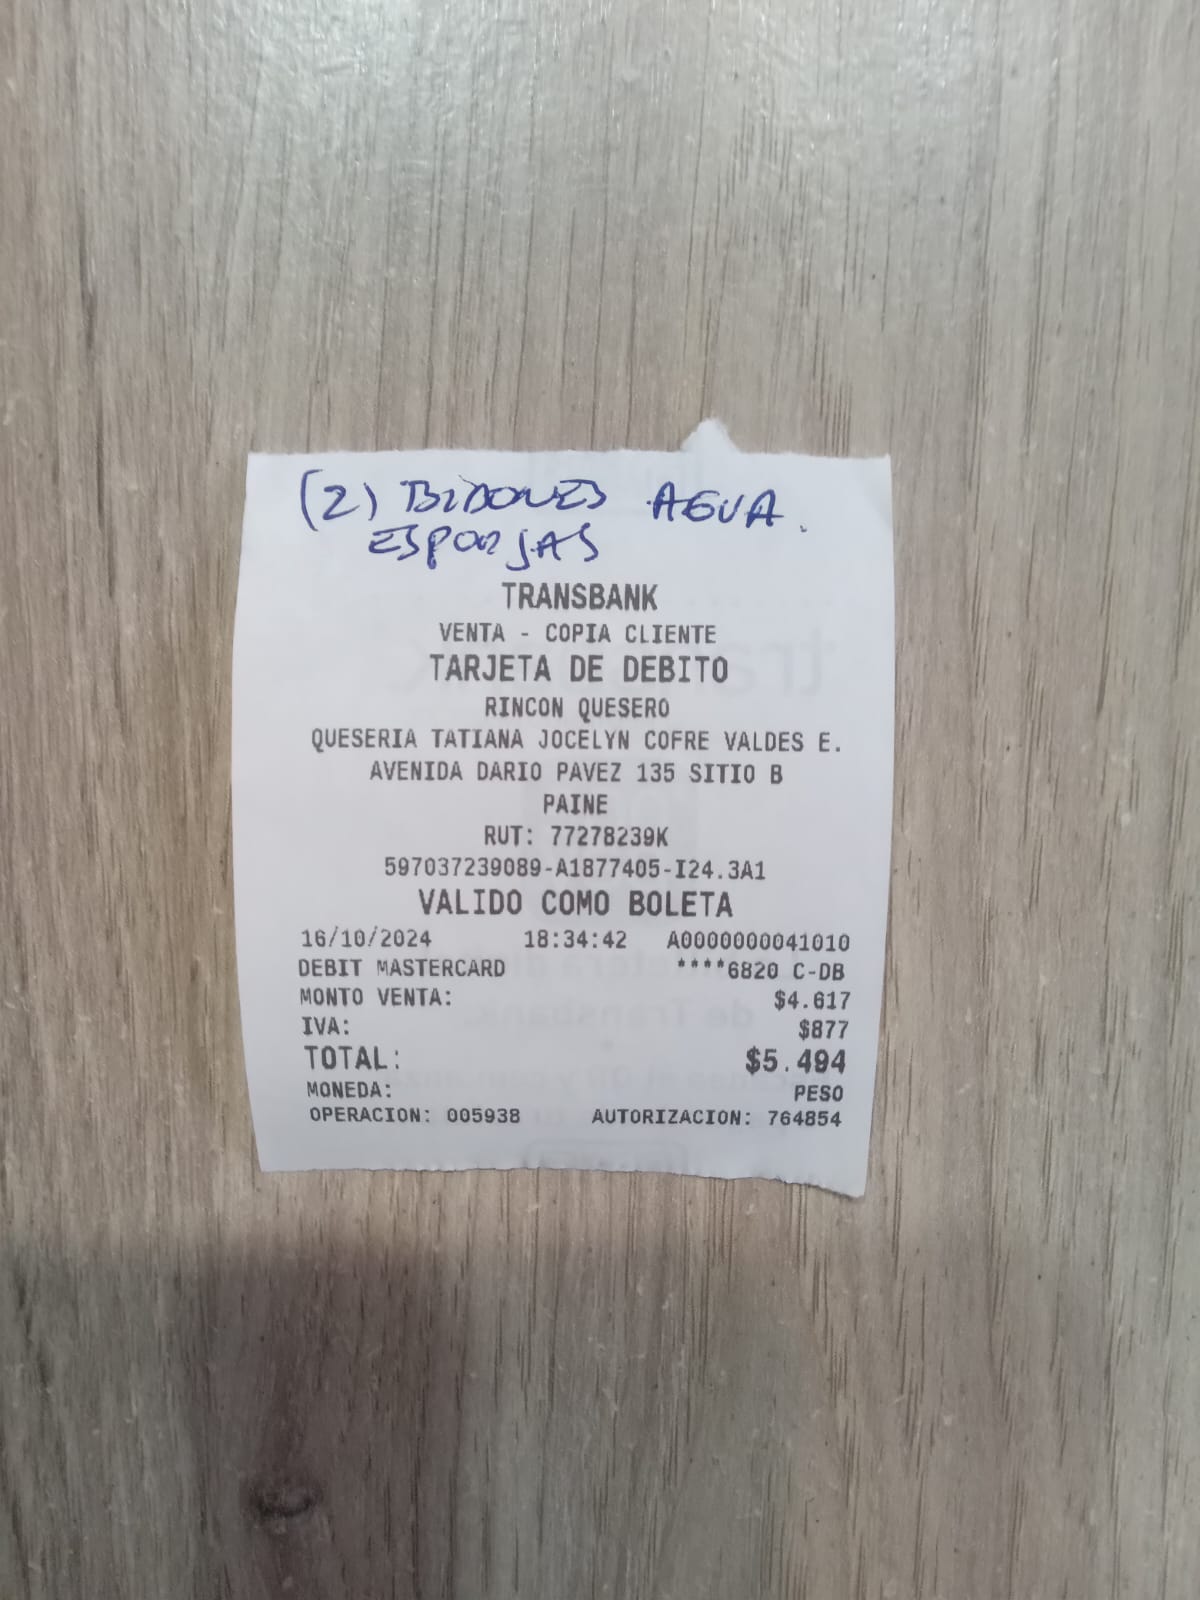 (2) BIDONES AGUA.
ESPONJAS
TRANSBANK
VENTA - COPIA CLIENTE
TARJETA DE DEBITO
RINCON QUESERO
QUESERIA TATIANA JOCELYN COFRE VALDES E.
AVENIDA DARIO PAVEZ 135 SITIO B
PAINE
RUT: 77278239K
597037239089-A1877405-I24.3A1
VALIDO COMO BOLETA
16/10/2024 18:34:42 A0000000041010
DEBIT MASTERCARD ****6820 C-DB
MONTO VENTA: $4.617
IVA: $877
TOTAL: $5.494
MONEDA: PESO
OPERACION: 005938 AUTORIZACION: 764854